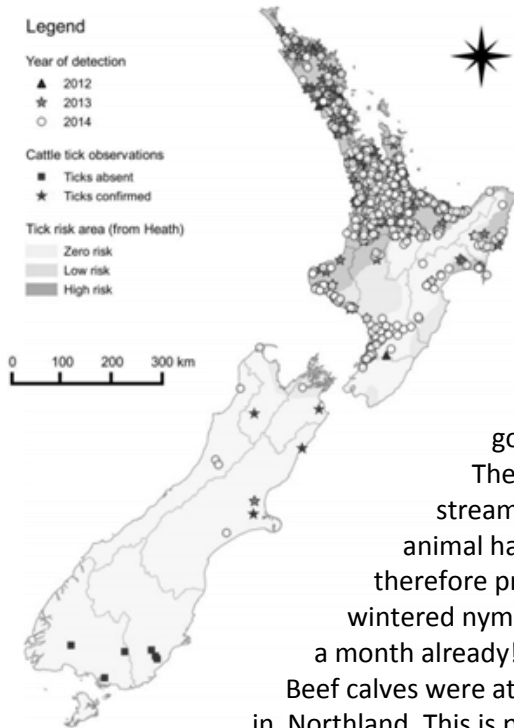 Legend
Year of detection
2012
2013
2014
Cattle tick observations
Ticks absent
Ticks confirmed
Tick risk area (from Heath)
Zero risk
Low risk
High risk
0 100 200 300 km
go
The
stream
animal ha
therefore pr
wintered nym
a month already!
Beef calves were at
in Northland. This is